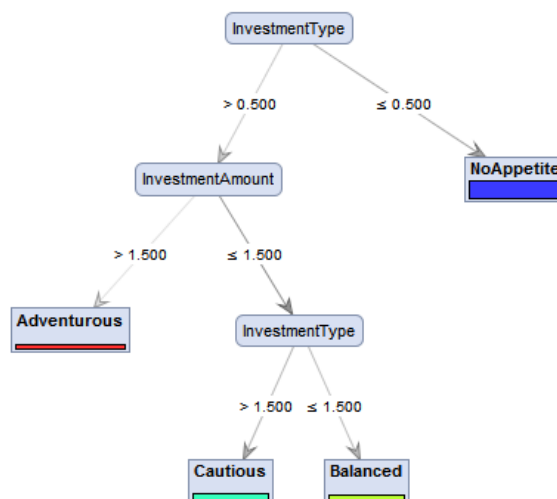 InvestmentType
> 0.500
≤ 0.500
InvestmentAmount
NoAppetite
> 1.500
≤ 1.500
Adventurous
InvestmentType
> 1.500
≤ 1.500
Cautious
Balanced